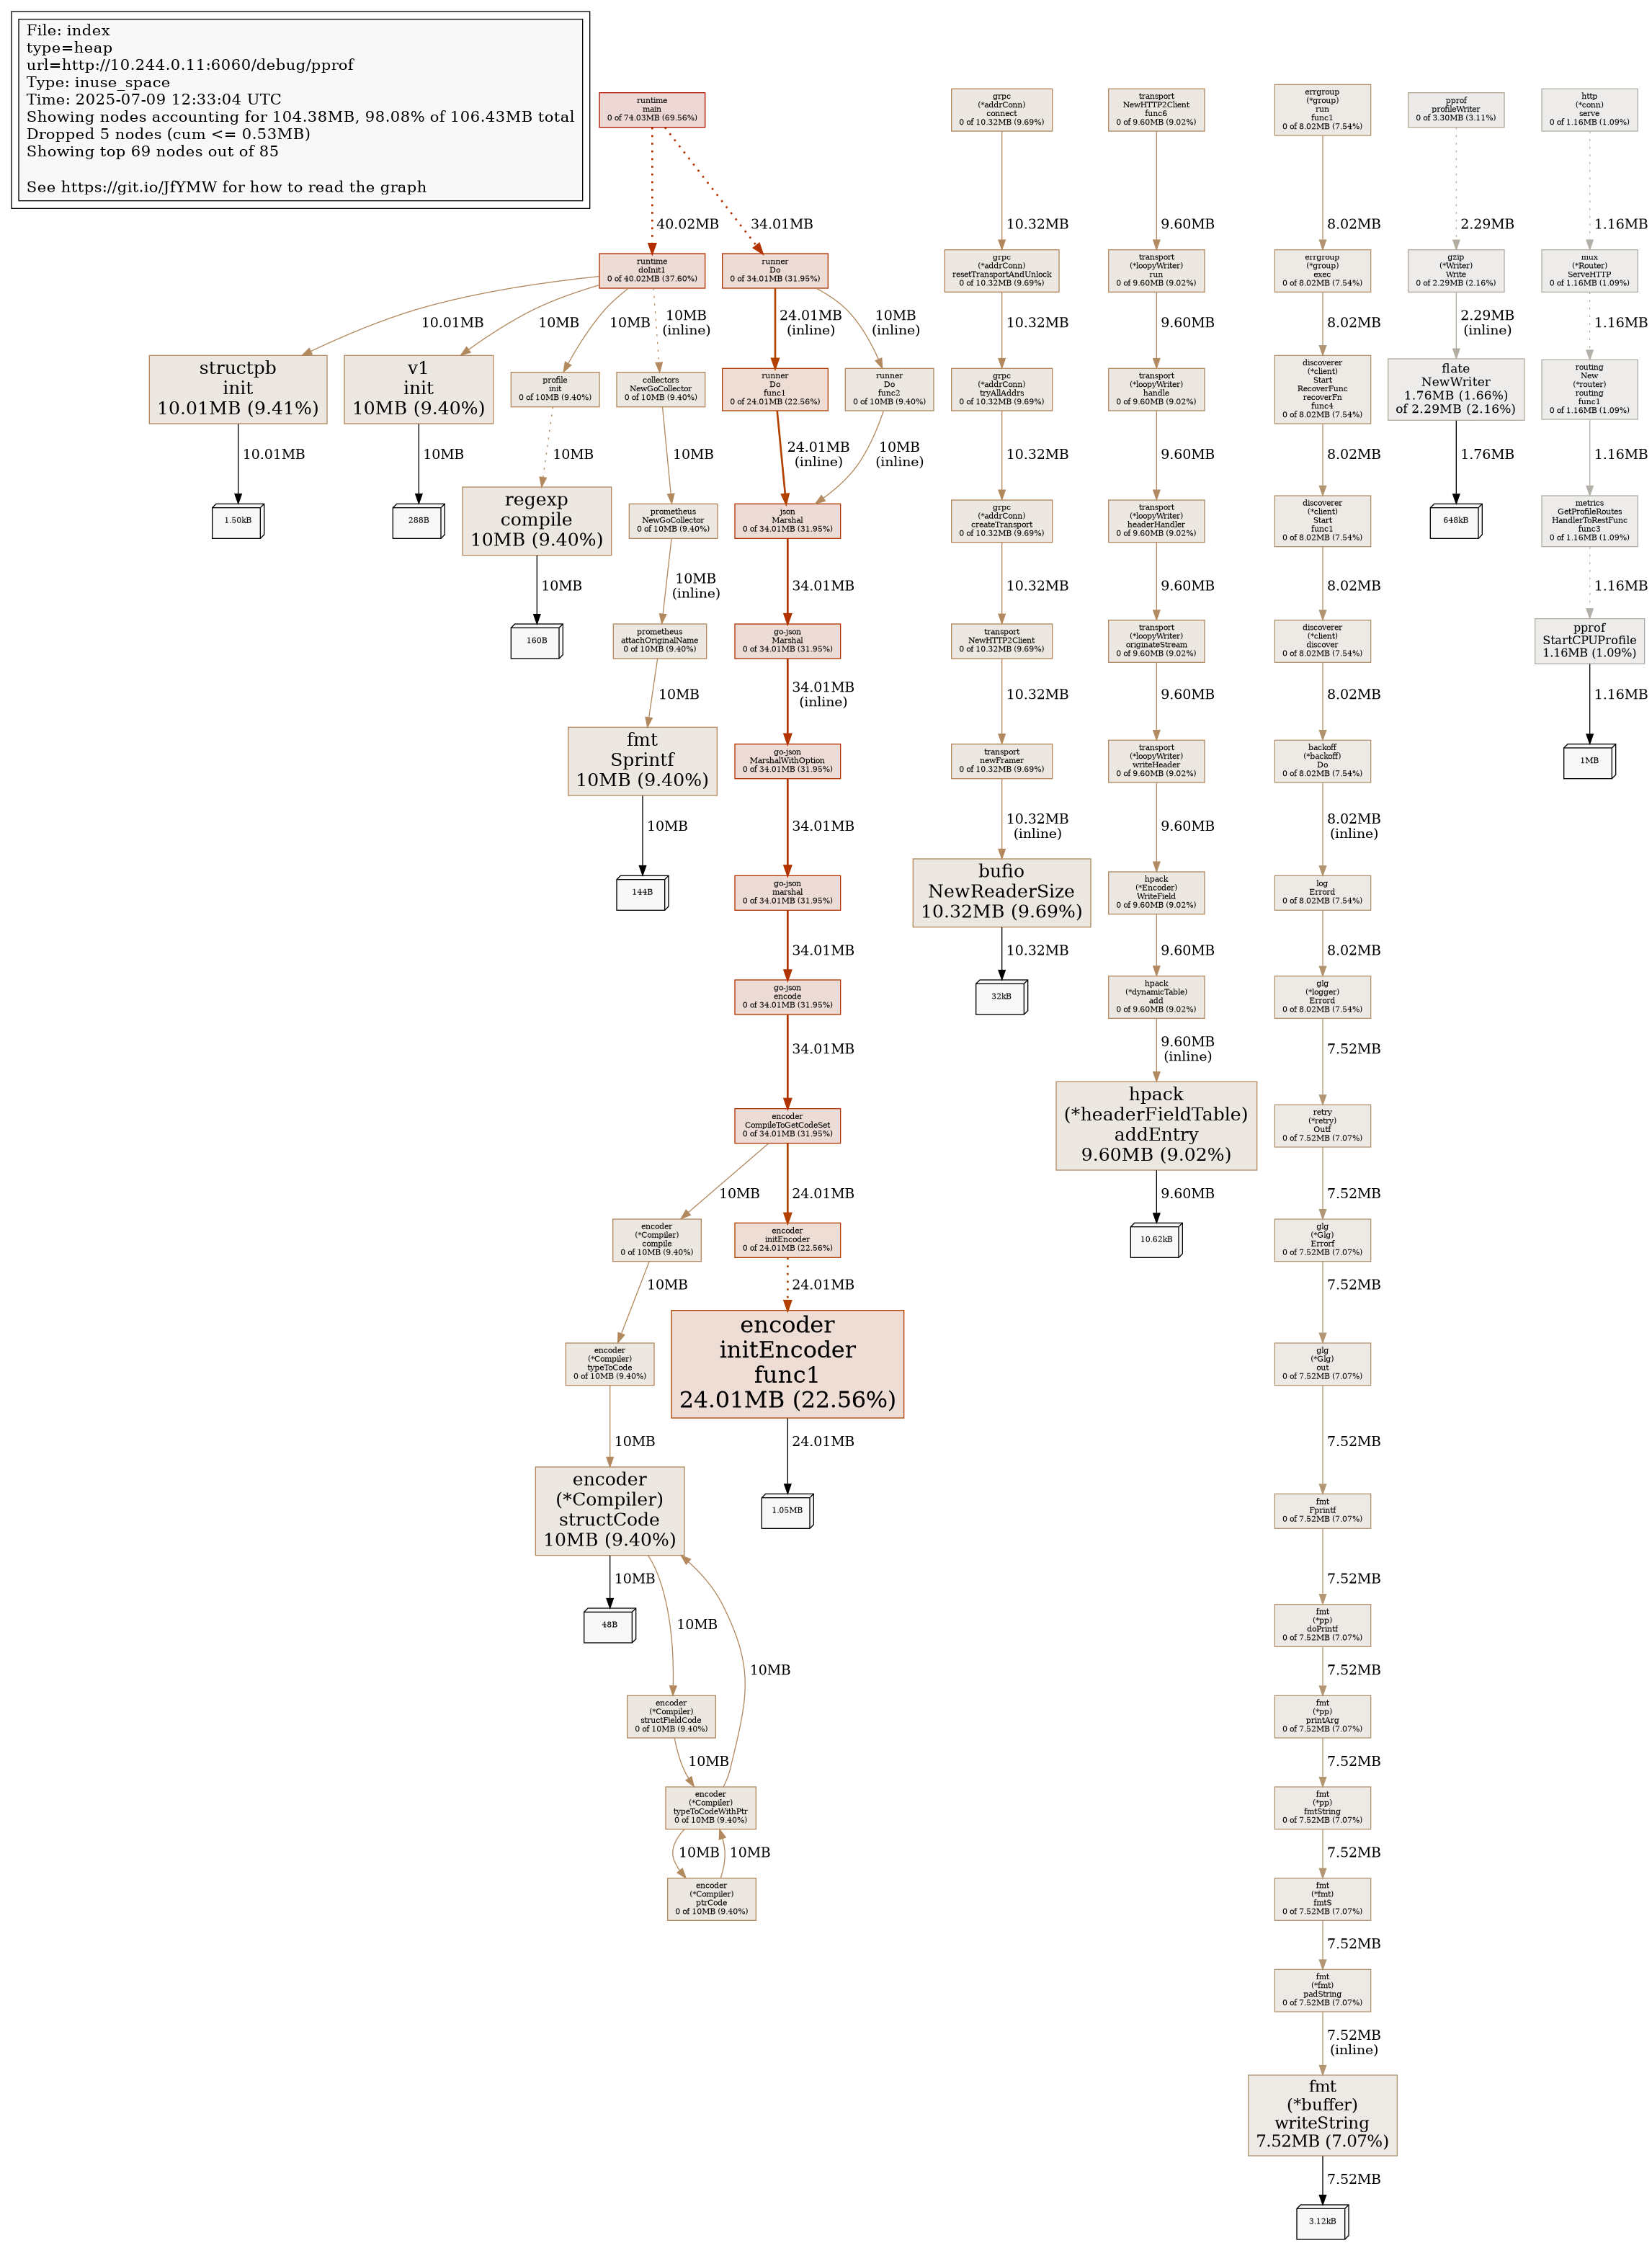 File: index
type=heap
url=http://10.244.0.11:6060/debug/pprof
Type: inuse_space
Time: 2025-07-09 12:33:04 UTC
Showing nodes accounting for 104.38MB, 98.08% of 106.43MB total
Dropped 5 nodes (cum <= 0.53MB)
Showing top 69 nodes out of 85
See https://git.io/JfYMW for how to read the graph
runtime
main
0 of 74.03MB (69.56%)
40.02MB
34.01MB
runtime
doInit1
0 of 40.02MB (37.60%)
runner
Do
0 of 34.01MB (31.95%)
10.01MB
10MB
10MB
10MB
(inline)
24.01MB
(inline)
10MB
(inline)
structpb
init
10.01MB (9.41%)
10.01MB
1.50kB
v1
init
10MB (9.40%)
10MB
288B
profile
init
0 of 10MB (9.40%)
10MB
regexp
compile
10MB (9.40%)
10MB
160B
collectors
NewGoCollector
0 of 10MB (9.40%)
10MB
prometheus
NewGoCollector
0 of 10MB (9.40%)
10MB
(inline)
prometheus
attachOriginalName
0 of 10MB (9.40%)
10MB
fmt
Sprintf
10MB (9.40%)
10MB
144B
runner
Do
func1
0 of 24.01MB (22.56%)
24.01MB
(inline)
runner
Do
func2
0 of 10MB (9.40%)
10MB
(inline)
json
Marshal
0 of 34.01MB (31.95%)
34.01MB
go-json
Marshal
0 of 34.01MB (31.95%)
34.01MB
(inline)
go-json
MarshalWithOption
0 of 34.01MB (31.95%)
34.01MB
go-json
marshal
0 of 34.01MB (31.95%)
34.01MB
go-json
encode
0 of 34.01MB (31.95%)
34.01MB
encoder
CompileToGetCodeSet
0 of 34.01MB (31.95%)
10MB
24.01MB
encoder
(*Compiler)
compile
0 of 10MB (9.40%)
10MB
encoder
initEncoder
0 of 24.01MB (22.56%)
24.01MB
encoder
(*Compiler)
typeToCode
0 of 10MB (9.40%)
10MB
encoder
initEncoder
func1
24.01MB (22.56%)
24.01MB
1.05MB
encoder
(*Compiler)
structCode
10MB (9.40%)
10MB
48B
10MB
10MB
encoder
(*Compiler)
structFieldCode
0 of 10MB (9.40%)
10MB
encoder
(*Compiler)
typeToCodeWithPtr
0 of 10MB (9.40%)
10MB
10MB
encoder
(*Compiler)
ptrCode
0 of 10MB (9.40%)
grpc
(*addrConn)
connect
0 of 10.32MB (9.69%)
10.32MB
grpc
(*addrConn)
resetTransportAndUnlock
0 of 10.32MB (9.69%)
10.32MB
grpc
(*addrConn)
tryAllAddrs
0 of 10.32MB (9.69%)
10.32MB
grpc
(*addrConn)
createTransport
0 of 10.32MB (9.69%)
10.32MB
transport
NewHTTP2Client
0 of 10.32MB (9.69%)
10.32MB
transport
newFramer
0 of 10.32MB (9.69%)
10.32MB
(inline)
bufio
NewReaderSize
10.32MB (9.69%)
10.32MB
32kB
transport
NewHTTP2Client
func6
0 of 9.60MB (9.02%)
9.60MB
transport
(*loopyWriter)
run
0 of 9.60MB (9.02%)
9.60MB
transport
(*loopyWriter)
handle
0 of 9.60MB (9.02%)
9.60MB
transport
(*loopyWriter)
headerHandler
0 of 9.60MB (9.02%)
9.60MB
transport
(*loopyWriter)
originateStream
0 of 9.60MB (9.02%)
9.60MB
transport
(*loopyWriter)
writeHeader
0 of 9.60MB (9.02%)
9.60MB
hpack
(*Encoder)
WriteField
0 of 9.60MB (9.02%)
9.60MB
hpack
(*dynamicTable)
add
0 of 9.60MB (9.02%)
9.60MB
(inline)
hpack
(*headerFieldTable)
addEntry
9.60MB (9.02%)
9.60MB
10.62kB
errgroup
(*group)
run
func1
0 of 8.02MB (7.54%)
8.02MB
errgroup
(*group)
exec
0 of 8.02MB (7.54%)
8.02MB
discoverer
(*client)
Start
RecoverFunc
recoverFn
func4
0 of 8.02MB (7.54%)
8.02MB
discoverer
(*client)
Start
func1
0 of 8.02MB (7.54%)
8.02MB
discoverer
(*client)
discover
0 of 8.02MB (7.54%)
8.02MB
backoff
(*backoff)
Do
0 of 8.02MB (7.54%)
8.02MB
(inline)
log
Errord
0 of 8.02MB (7.54%)
8.02MB
glg
(*logger)
Errord
0 of 8.02MB (7.54%)
7.52MB
retry
(*retry)
Outf
0 of 7.52MB (7.07%)
7.52MB
glg
(*Glg)
Errorf
0 of 7.52MB (7.07%)
7.52MB
glg
(*Glg)
out
0 of 7.52MB (7.07%)
7.52MB
fmt
Fprintf
0 of 7.52MB (7.07%)
7.52MB
fmt
(*pp)
doPrintf
0 of 7.52MB (7.07%)
7.52MB
fmt
(*pp)
printArg
0 of 7.52MB (7.07%)
7.52MB
fmt
(*pp)
fmtString
0 of 7.52MB (7.07%)
7.52MB
fmt
(*fmt)
fmtS
0 of 7.52MB (7.07%)
7.52MB
fmt
(*fmt)
padString
0 of 7.52MB (7.07%)
7.52MB
(inline)
fmt
(*buffer)
writeString
7.52MB (7.07%)
7.52MB
3.12kB
pprof
profileWriter
0 of 3.30MB (3.11%)
2.29MB
gzip
(*Writer)
Write
0 of 2.29MB (2.16%)
2.29MB
(inline)
flate
NewWriter
1.76MB (1.66%)
of 2.29MB (2.16%)
1.76MB
648kB
http
(*conn)
serve
0 of 1.16MB (1.09%)
1.16MB
mux
(*Router)
ServeHTTP
0 of 1.16MB (1.09%)
1.16MB
routing
New
(*router)
routing
func1
0 of 1.16MB (1.09%)
1.16MB
metrics
GetProfileRoutes
HandlerToRestFunc
func3
0 of 1.16MB (1.09%)
1.16MB
pprof
StartCPUProfile
1.16MB (1.09%)
1.16MB
1MB